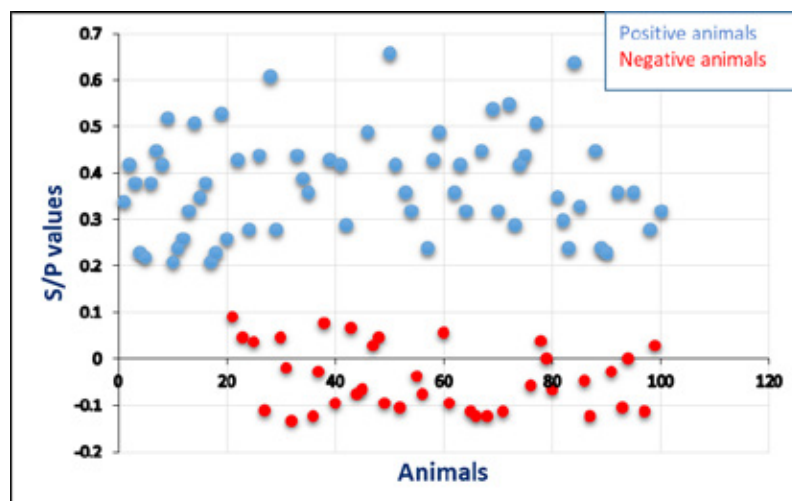 Positive animals
Negative animals
0.7
0.6
0.5
0.4
0.3
0.2
0.1
0
-0.1
-0.2
S/P values
0 20 40 60 80 100 120
Animals